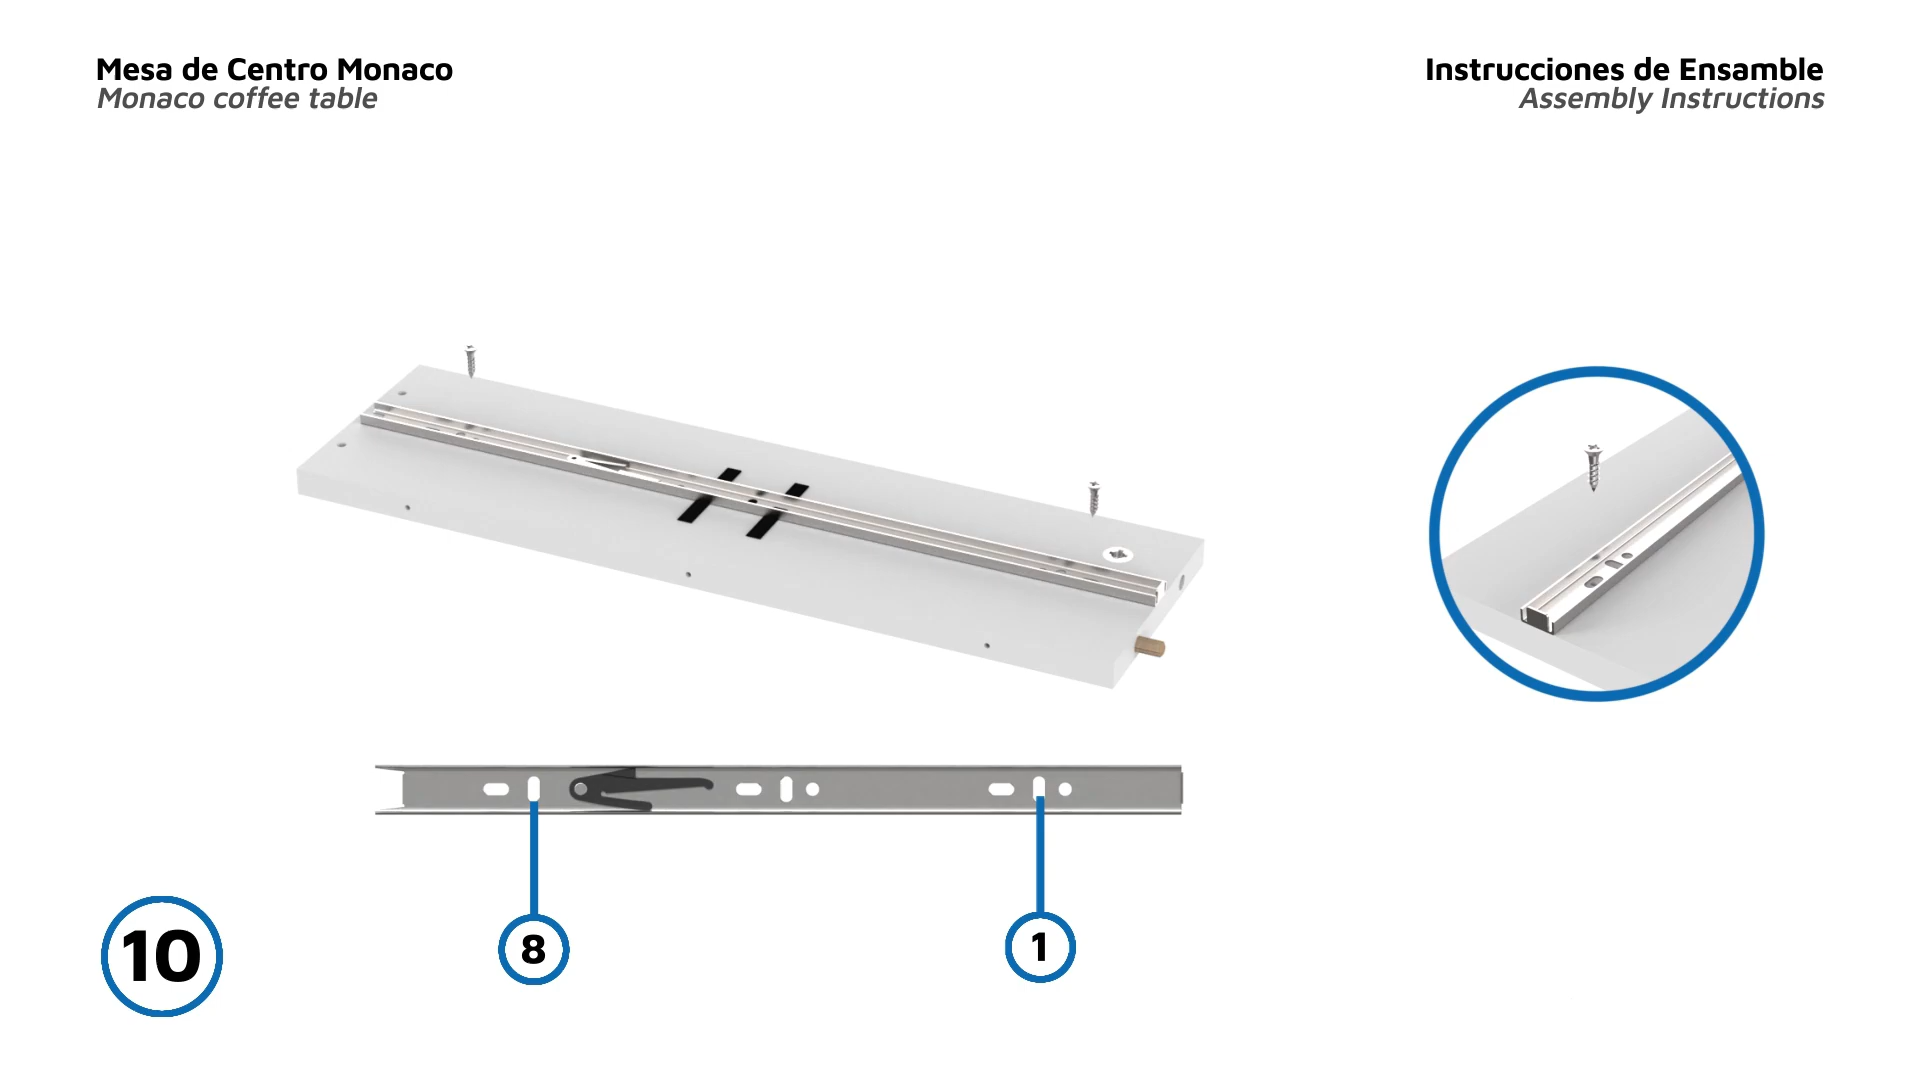 Mesa de Centro Monaco
Monaco coffee table
Instrucciones de Ensamble
Assembly Instructions
10
8
1